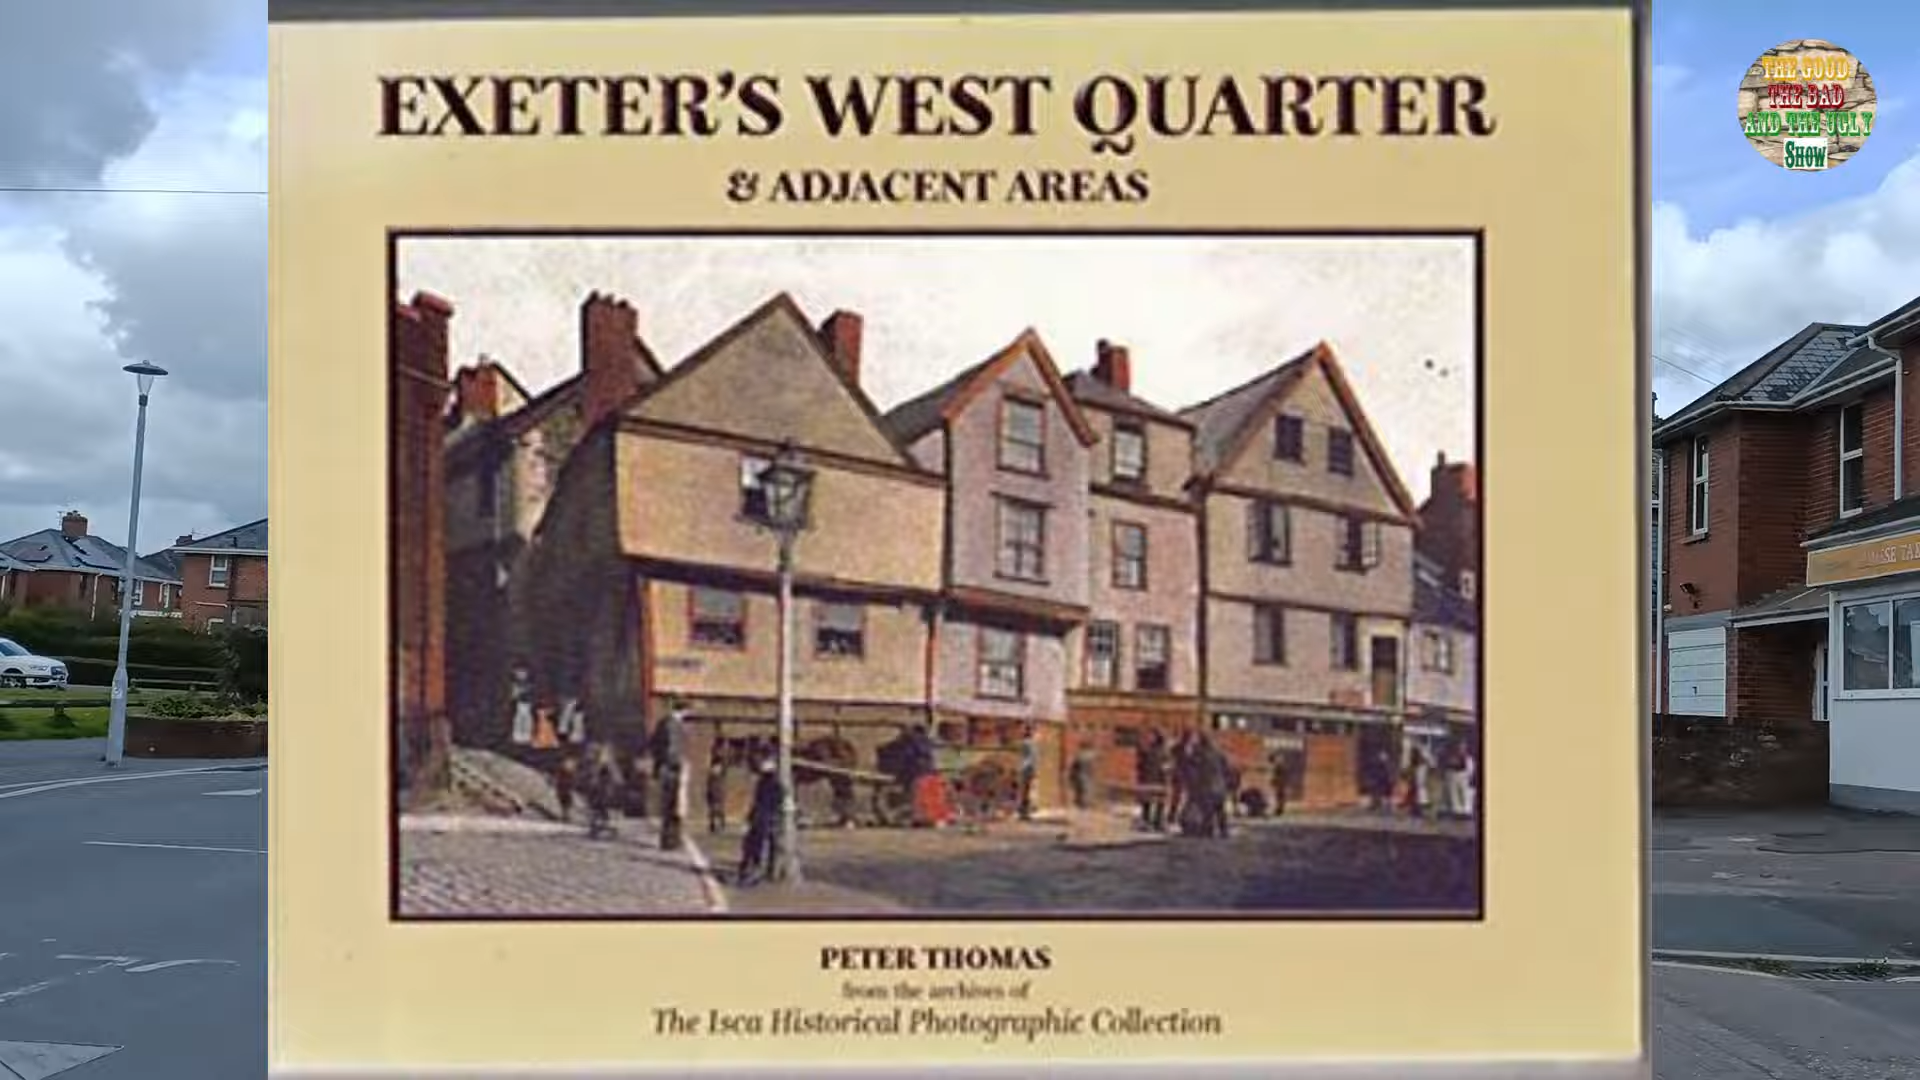 EXETER'S WEST QUARTER
& ADJACENT AREAS
PETER THOMAS
from the archives of
The Isca Historical Photographic Collection
THE GOOD
THE BAD
AND THE UGLY
SHOW